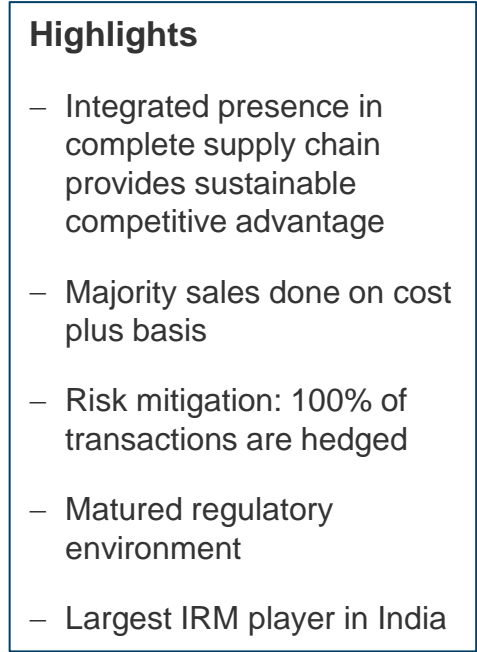 Highlights
– Integrated presence in
complete supply chain
provides sustainable
competitive advantage
– Majority sales done on cost
plus basis
– Risk mitigation: 100% of
transactions are hedged
– Matured regulatory
environment
– Largest IRM player in India